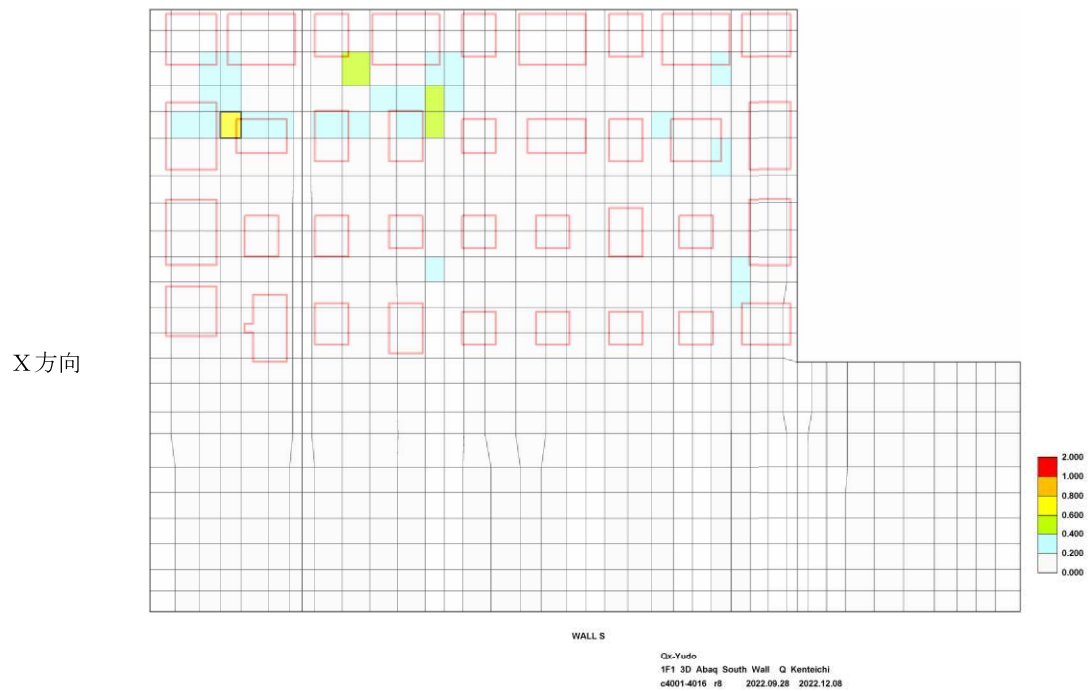 X方向
2.000
1.000
0.800
0.600
0.400
0.200
0.000
WALL S
Qx-Yudo
1F1 3D Abaq South Wall Q Kenteichi
c4001-4016 r8 2022.09.28 2022.12.08